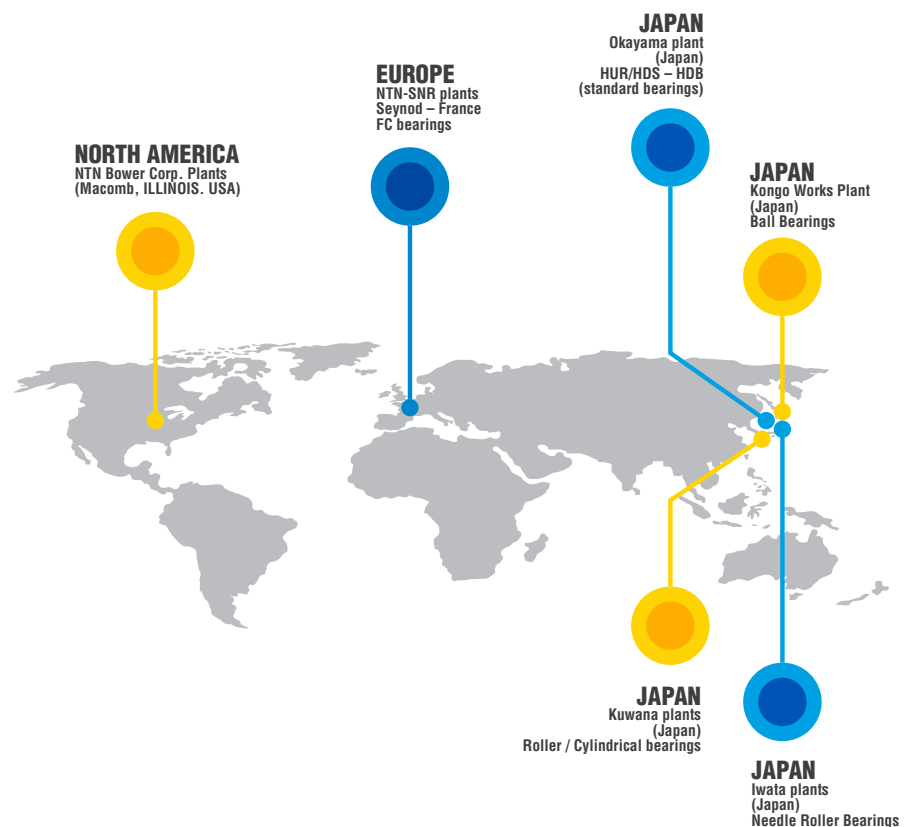 JAPAN
Okayama plant
(Japan)
HUR/HDS – HDB
(standard bearings)
EUROPE
NTN-SNR plants
Seynod – France
FC bearings
NORTH AMERICA
NTN Bower Corp. Plants
(Macomb, ILLINOIS. USA)
JAPAN
Kongo Works Plant
(Japan)
Ball Bearings
JAPAN
Kuwana plants
(Japan)
Roller / Cylindrical bearings
JAPAN
Iwata plants
(Japan)
Needle Roller Bearings